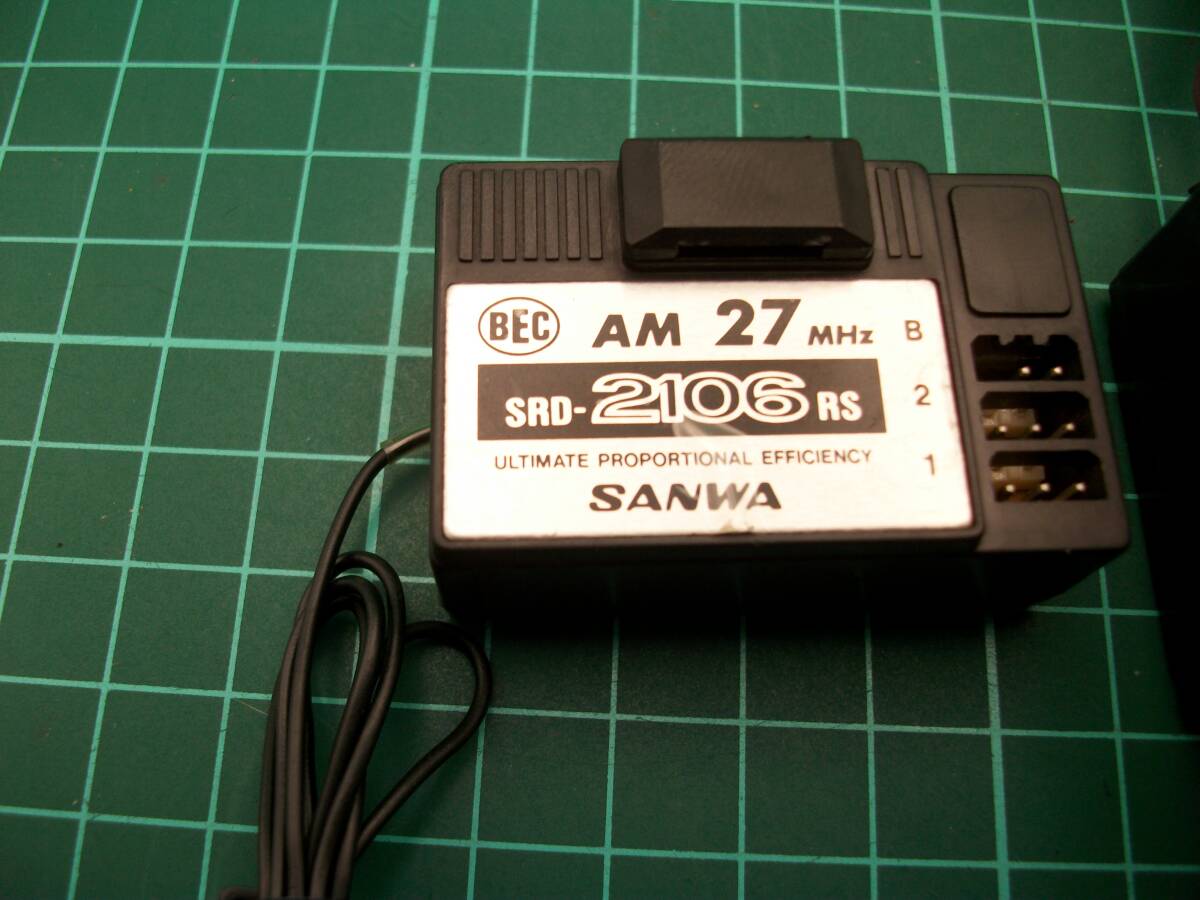 BEC AM 27 MHz B
SRD-2106 RS 2
ULTIMATE PROPORTIONAL EFFICIENCY 1
SANWA